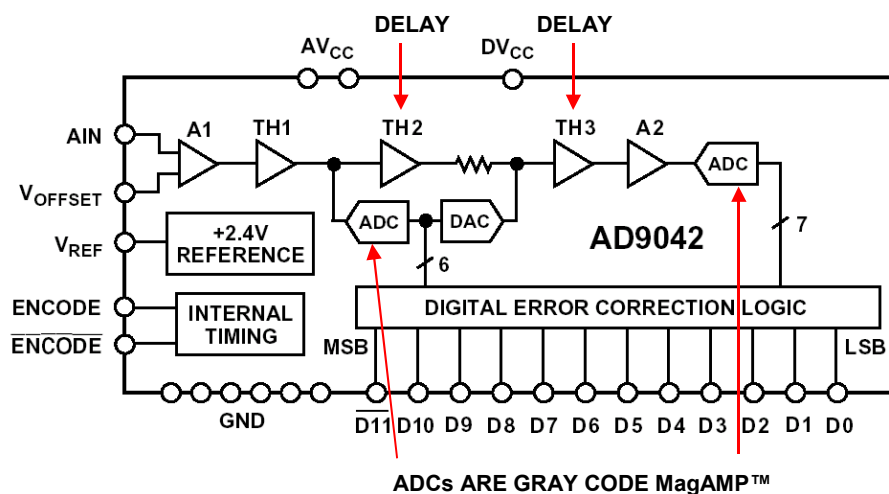 DELAY DELAY
AVCC DVCC
AIN A1 TH1 TH2 TH3 A2
ADC
VOFFSET
ADC DAC
+2.4V
REFERENCE
VREF
AD9042
7
6
ENCODE
ENCODE
INTERNAL
TIMING
DIGITAL ERROR CORRECTION LOGIC
MSB LSB
GND
D11 D10 D9 D8 D7 D6 D5 D4 D3 D2 D1 D0
ADCs ARE GRAY CODE MagAMP™